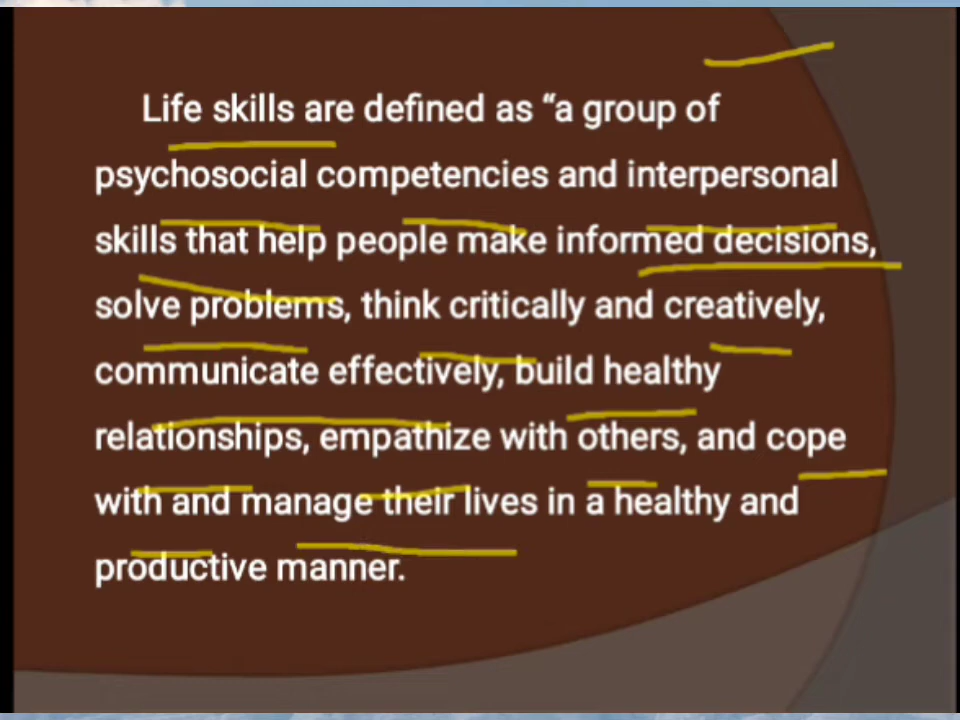 Life skills are defined as “a group of
psychosocial competencies and interpersonal
skills that help people make informed decisions,
solve problems, think critically and creatively,
communicate effectively, build healthy
relationships, empathize with others, and cope
with and manage their lives in a healthy and
productive manner.